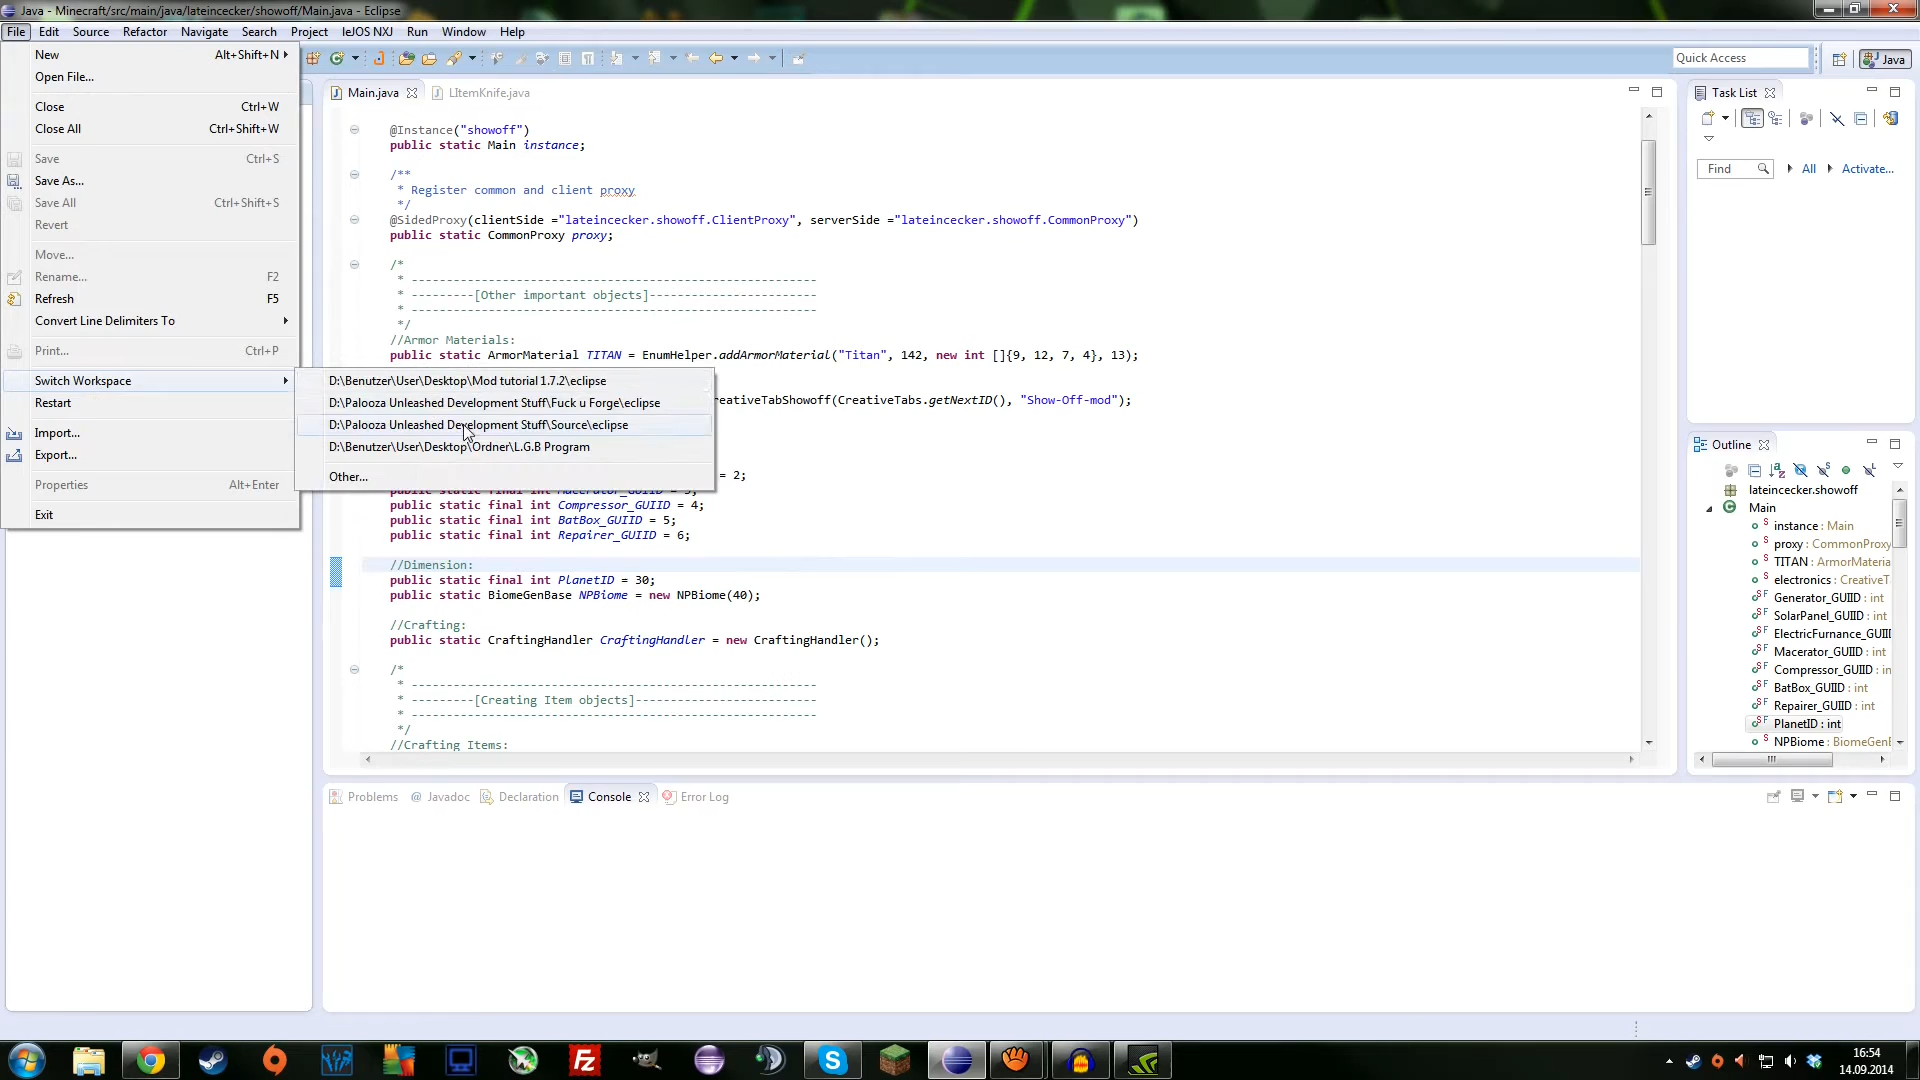 Java - Minecraft/src/main/java/lateincecker/showoff/Main.java - Eclipse
File Edit Source Refactor Navigate Search Project leJOS NXJ Run Window Help
New Alt+Shift+N
Open File...
Close Ctrl+W
Close All Ctrl+Shift+W
Save Ctrl+S
Save As...
Save All Ctrl+Shift+S
Revert
Move...
Rename... F2
Refresh F5
Convert Line Delimiters To
Print... Ctrl+P
Switch Workspace
Restart
Import...
Export...
Properties Alt+Enter
Exit
D:\Benutzer\User\Desktop\Mod tutorial 1.7.2\eclipse
D:\Palooza Unleashed Development Stuff\Fuck u Forge\eclipse
D:\Palooza Unleashed Development Stuff\Source\eclipse
D:\Benutzer\User\Desktop\Ordner\L.G.B Program
Other...
Quick Access
Java
Main.java LItemKnife.java
@Instance("showoff")
public static Main instance;
/**
* Register common and client proxy
*/
@SidedProxy(clientSide ="lateincecker.showoff.ClientProxy", serverSide ="lateincecker.showoff.CommonProxy")
public static CommonProxy proxy;
/*
* ----------------------------------------------------------
* ---------[Other important objects]------------------------
* ----------------------------------------------------------
*/
//Armor Materials:
public static ArmorMaterial TITAN = EnumHelper.addArmorMaterial("Titan", 142, new int []{9, 12, 7, 4}, 13);
reativeTabShowoff(CreativeTabs.getNextID(), "Show-Off-mod");
= 2;
public static final int Macerator_GUIID = 3;
public static final int Compressor_GUIID = 4;
public static final int BatBox_GUIID = 5;
public static final int Repairer_GUIID = 6;
//Dimension:
public static final int PlanetID = 30;
public static BiomeGenBase NPBiome = new NPBiome(40);
//Crafting:
public static CraftingHandler CraftingHandler = new CraftingHandler();
/*
* ----------------------------------------------------------
* ---------[Creating Item objects]--------------------------
* ----------------------------------------------------------
*/
//Crafting Items:
Task List
Find All Activate...
Outline
lateincecker.showoff
Main
instance : Main
proxy : CommonProxy
TITAN : ArmorMateria
electronics : CreativeT
Generator_GUIID : int
SolarPanel_GUIID : int
ElectricFurnance_GUII
Macerator_GUIID : int
Compressor_GUIID : in
BatBox_GUIID : int
Repairer_GUIID : int
PlanetID : int
NPBiome : BiomeGenB
Problems @ Javadoc Declaration Console Error Log
16:54
14.09.2014